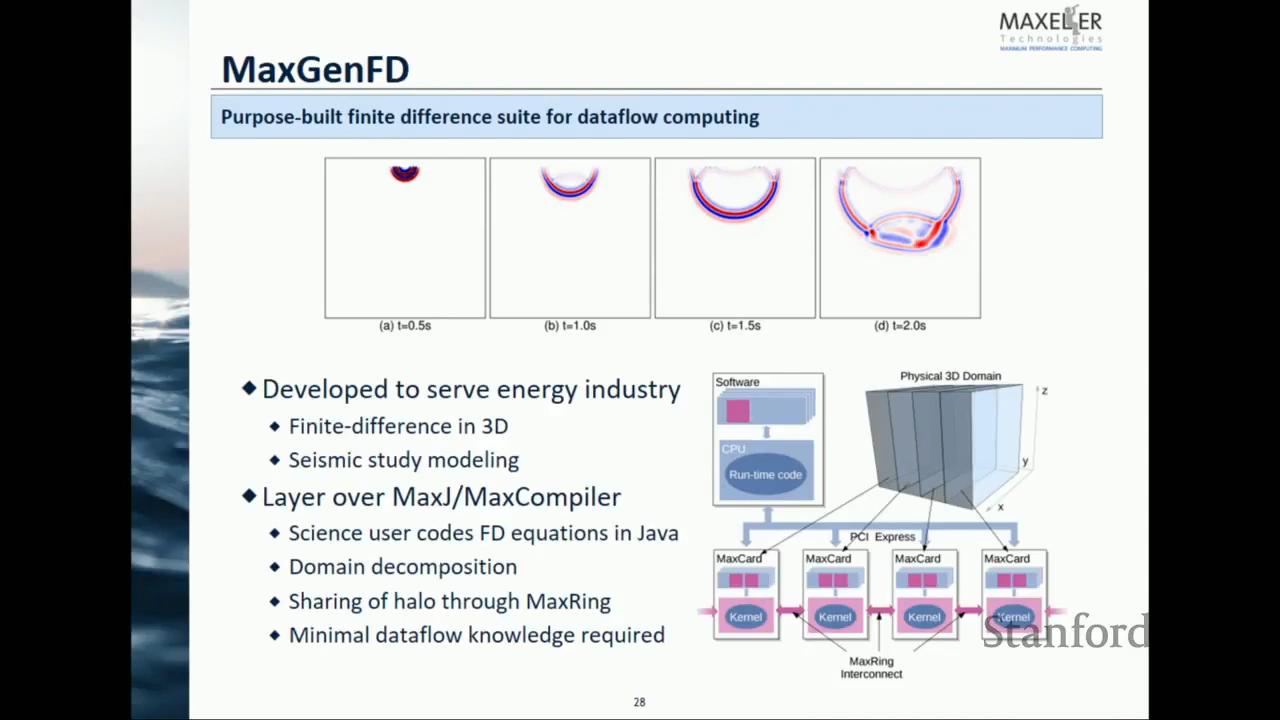 MAXELER
Technologies
MAXIMUM PERFORMANCE COMPUTING
MaxGenFD
Purpose-built finite difference suite for dataflow computing
(a) t=0.5s
(b) t=1.0s
(c) t=1.5s
(d) t=2.0s
Developed to serve energy industry
Finite-difference in 3D
Seismic study modeling
Layer over MaxJ/MaxCompiler
Science user codes FD equations in Java
Domain decomposition
Sharing of halo through MaxRing
Minimal dataflow knowledge required
Software
CPU
Run-time code
Physical 3D Domain
z
y
x
PCI Express
MaxCard
MaxCard
MaxCard
MaxCard
Kernel
Kernel
Kernel
Kernel
MaxRing
Interconnect
Stanford
28